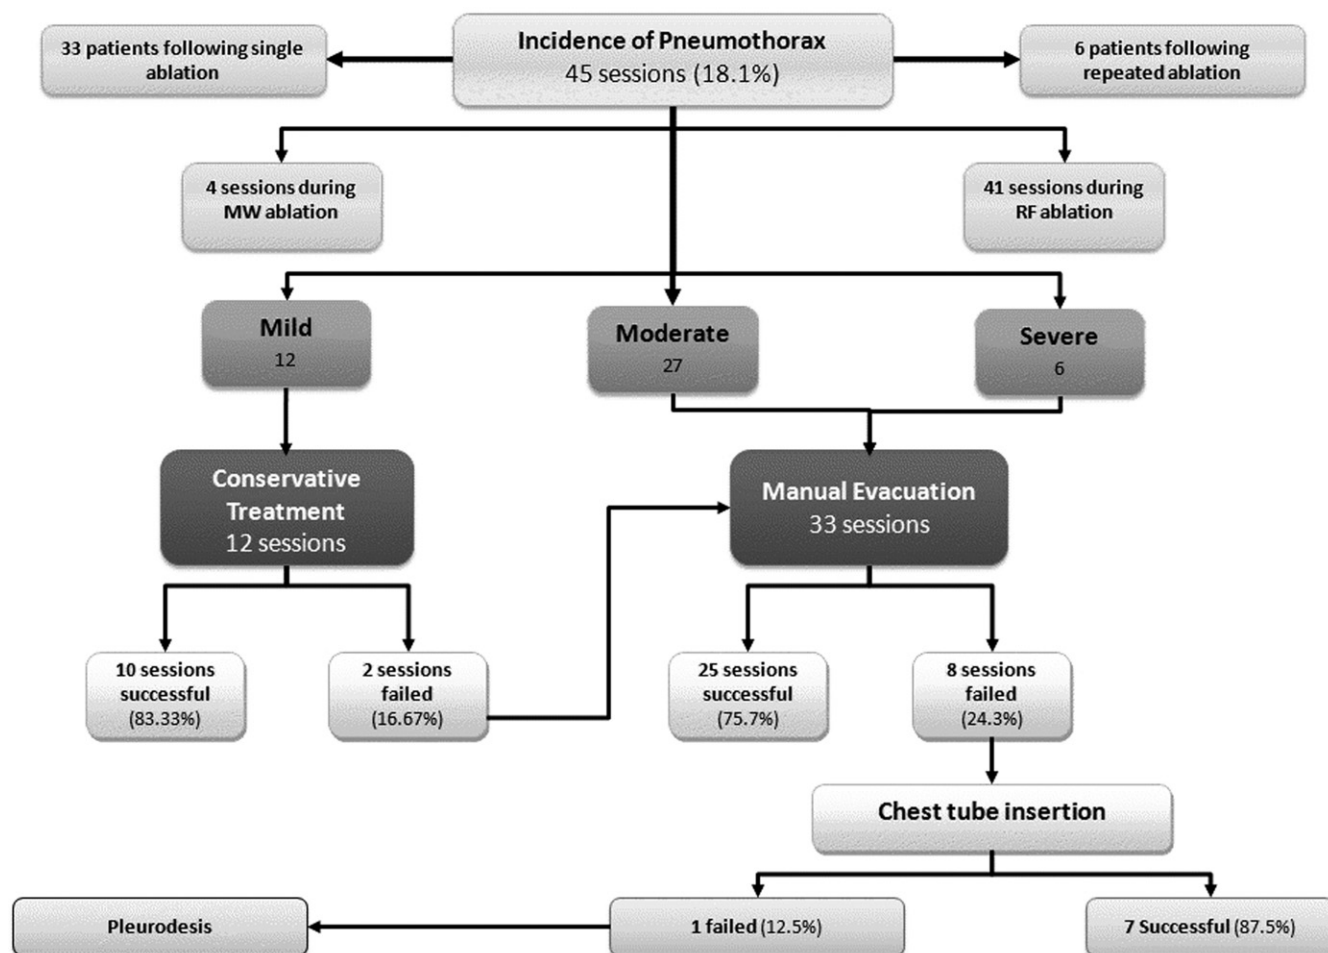 33 patients following single
ablation
Incidence of Pneumothorax
45 sessions (18.1%)
6 patients following
repeated ablation
4 sessions during
MW ablation
41 sessions during
RF ablation
Mild
12
Moderate
27
Severe
6
Conservative
Treatment
12 sessions
Manual Evacuation
33 sessions
10 sessions
successful
(83.33%)
2 sessions
failed
(16.67%)
25 sessions
successful
(75.7%)
8 sessions
failed
(24.3%)
Chest tube insertion
Pleurodesis
1 failed (12.5%)
7 Successful (87.5%)